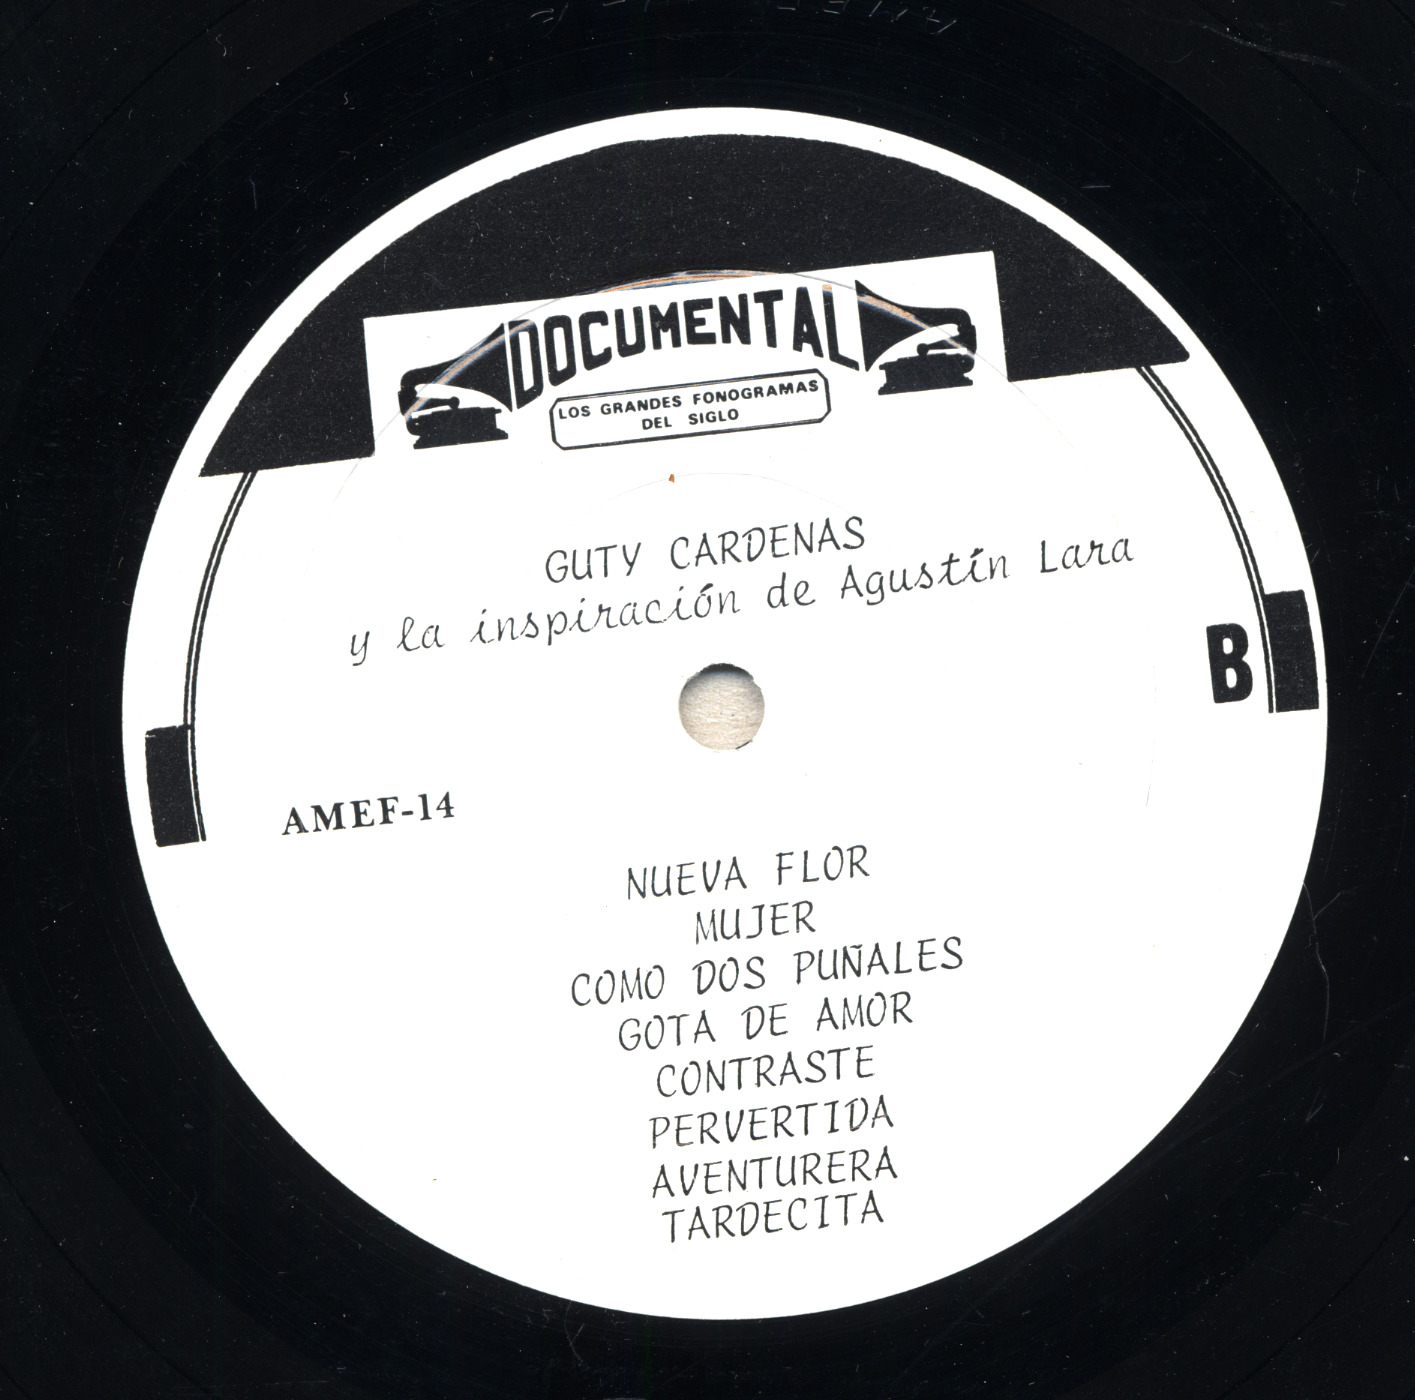 DOCUMENTAL
LOS GRANDES FONOGRAMAS
DEL SIGLO
GUTY CARDENAS
y la inspiración de Agustín Lara
B
AMEF-14
NUEVA FLOR
MUJER
COMO DOS PUÑALES
GOTA DE AMOR
CONTRASTE
PERVERTIDA
AVENTURERA
TARDECITA